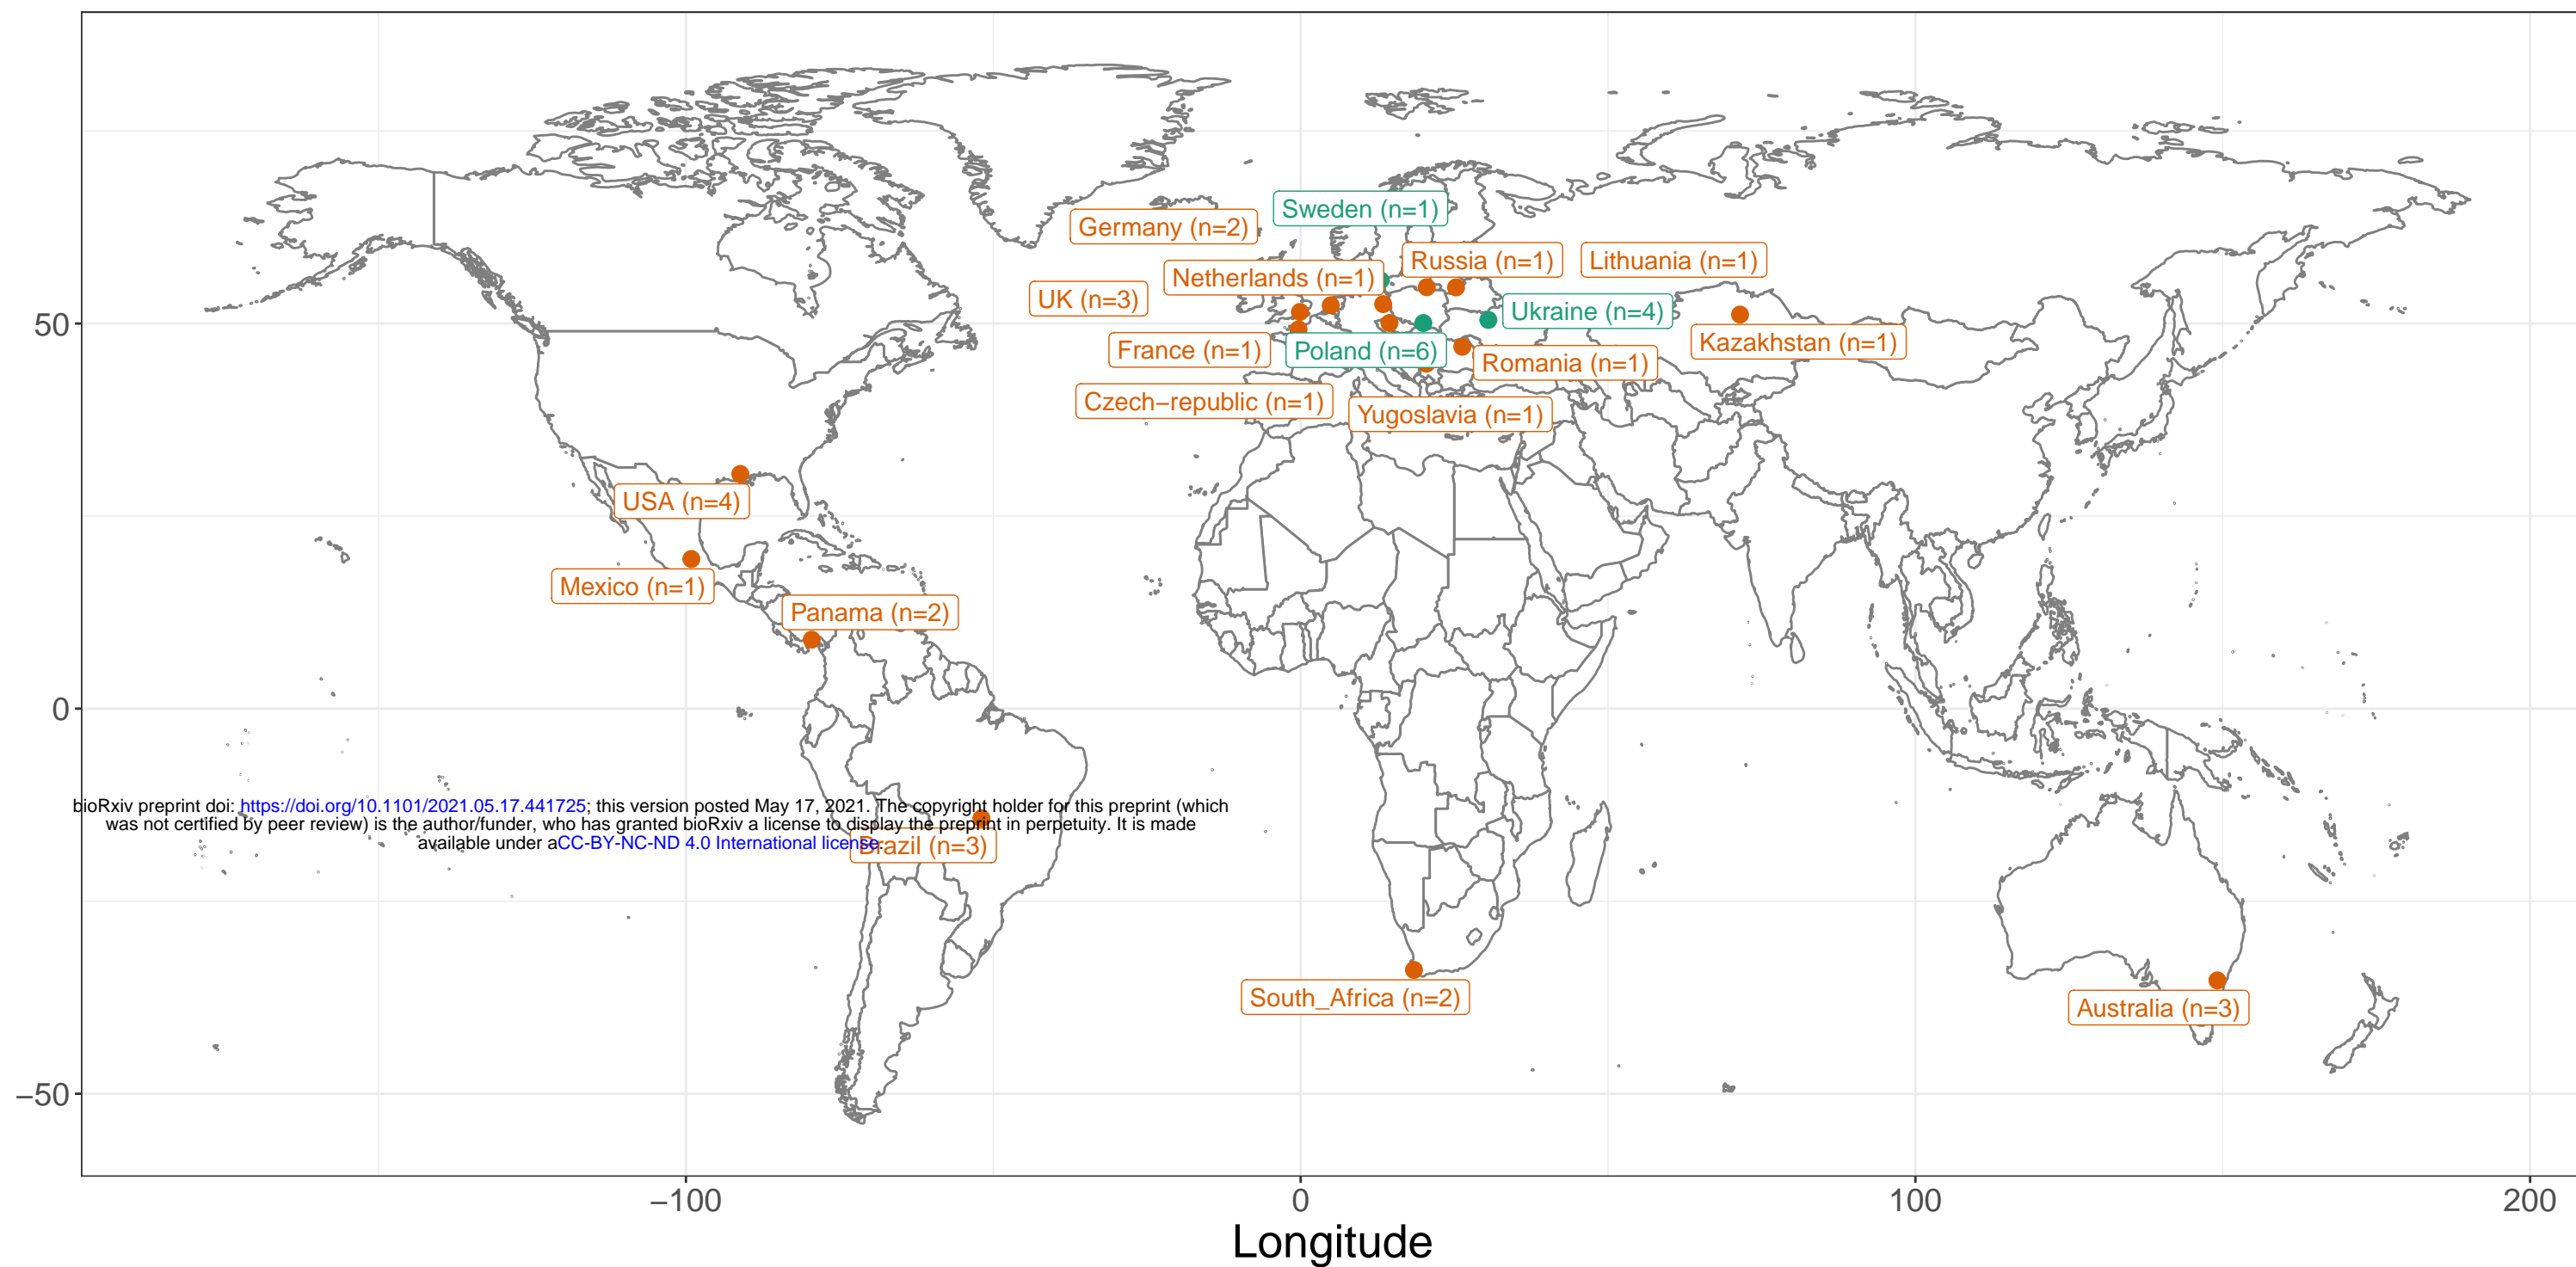 Sweden (n=1)
Germany (n=2)
Russia (n=1)
Lithuania (n=1)
Netherlands (n=1)
UK (n=3)
Ukraine (n=4)
50
Kazakhstan (n=1)
France (n=1)
Poland (n=6)
Romania (n=1)
Czech−republic (n=1)
Yugoslavia (n=1)
USA (n=4)
Mexico (n=1)
Panama (n=2)
0
bioRxiv preprint doi: https://doi.org/10.1101/2021.05.17.441725; this version posted May 17, 2021. The copyright holder for this preprint (which
was not certified by peer review) is the author/funder, who has granted bioRxiv a license to display the preprint in perpetuity. It is made
available under aCC-BY-NC-ND 4.0 International license.
Brazil (n=3)
South_Africa (n=2)
Australia (n=3)
−50
−100
0
100
200
Longitude